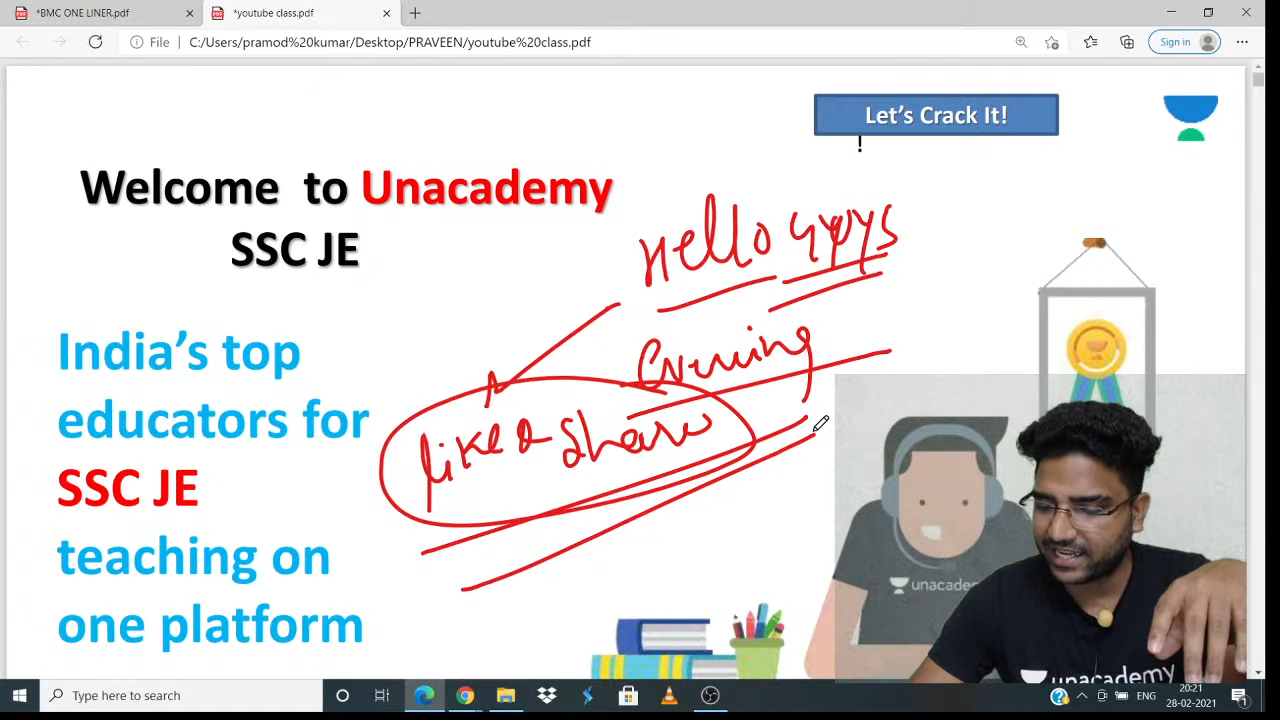 *BMC ONE LINER.pdf
*youtube class.pdf
File
C:/Users/pramod%20kumar/Desktop/PRAVEEN/youtube%20class.pdf
Sign in
Let's Crack It!
!
Welcome to Unacademy
SSC JE
Hello guys
Evening
like & Share
India's top
educators for
SSC JE
teaching on
one platform
unacademy
unacademy
Type here to search
ENG
20:21
28-02-2021
1